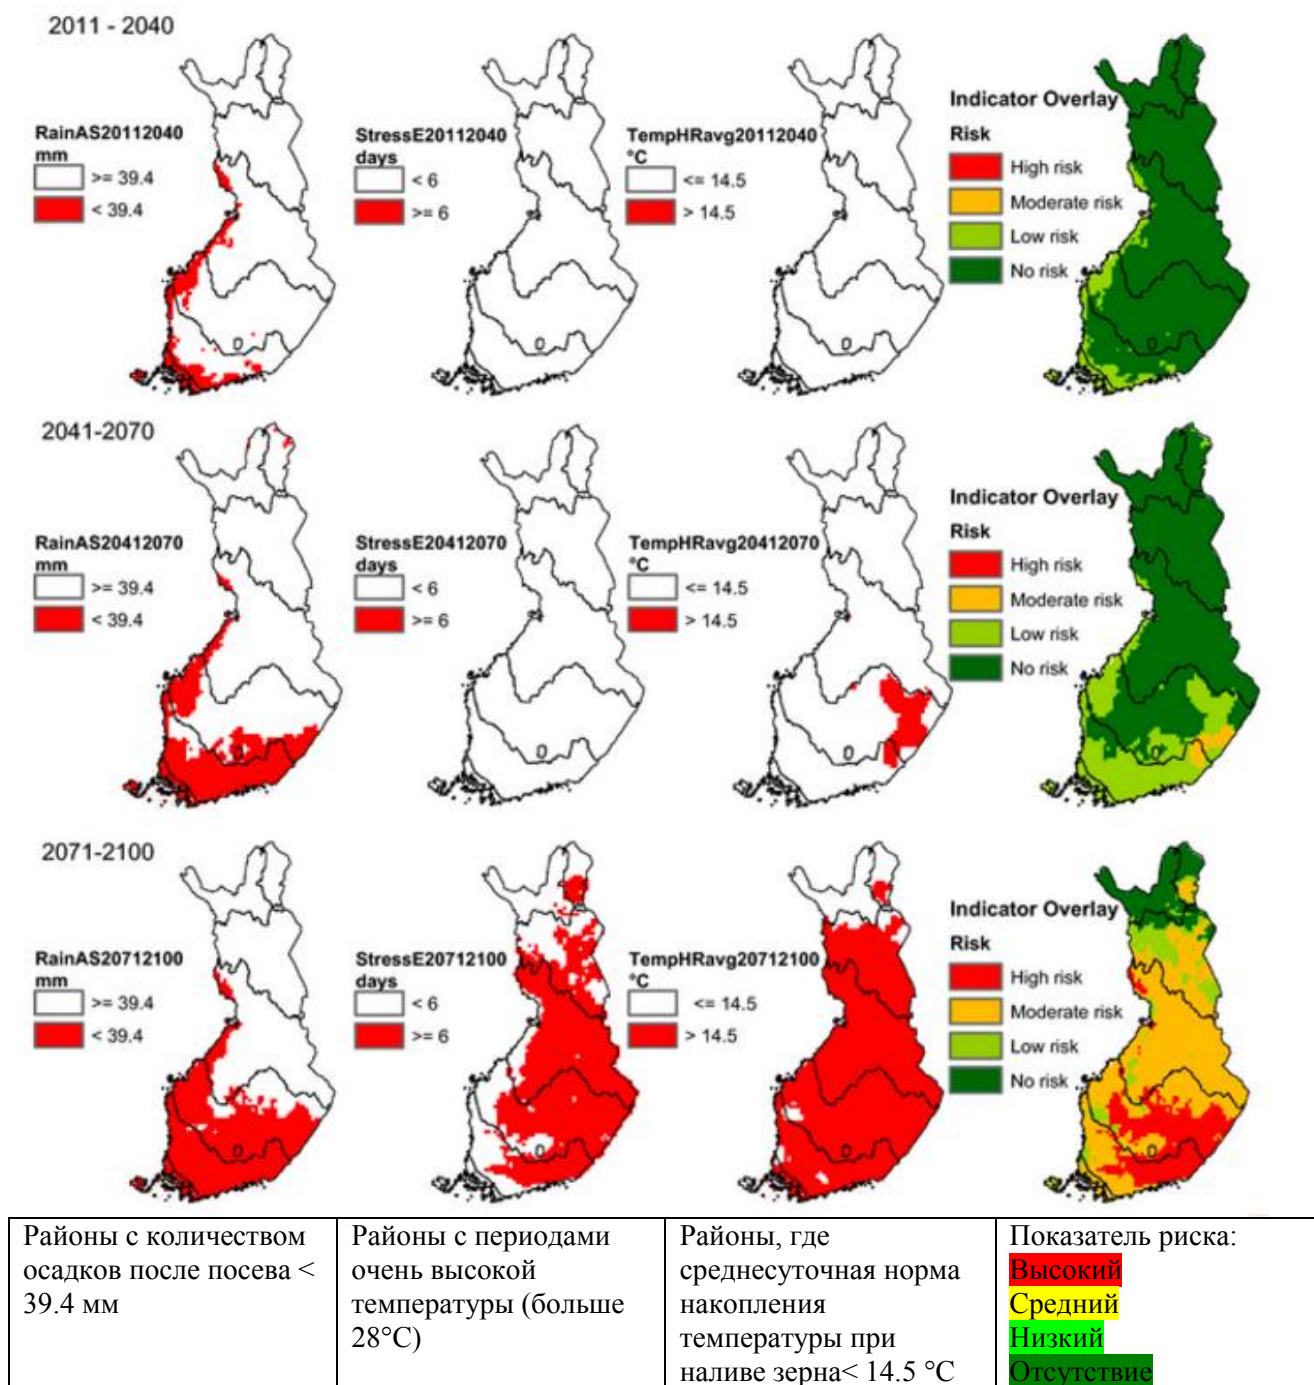 2011 - 2040
RainAS20112040
mm
>= 39.4
< 39.4
StressE20112040
days
< 6
>= 6
TempHRavg20112040
°C
<= 14.5
> 14.5
Indicator Overlay
Risk
High risk
Moderate risk
Low risk
No risk
2041-2070
RainAS20412070
mm
>= 39.4
< 39.4
StressE20412070
days
< 6
>= 6
TempHRavg20412070
°C
<= 14.5
> 14.5
Indicator Overlay
Risk
High risk
Moderate risk
Low risk
No risk
2071-2100
RainAS20712100
mm
>= 39.4
< 39.4
StressE20712100
days
< 6
>= 6
TempHRavg20712100
°C
<= 14.5
> 14.5
Indicator Overlay
Risk
High risk
Moderate risk
Low risk
No risk
Районы с количеством
осадков после посева <
39.4 мм
Районы с периодами
очень высокой
температуры (больше
28°C)
Районы, где
среднесуточная норма
накопления
температуры при
наливе зерна< 14.5 °C
Показатель риска:
Высокий
Средний
Низкий
Отсутствие